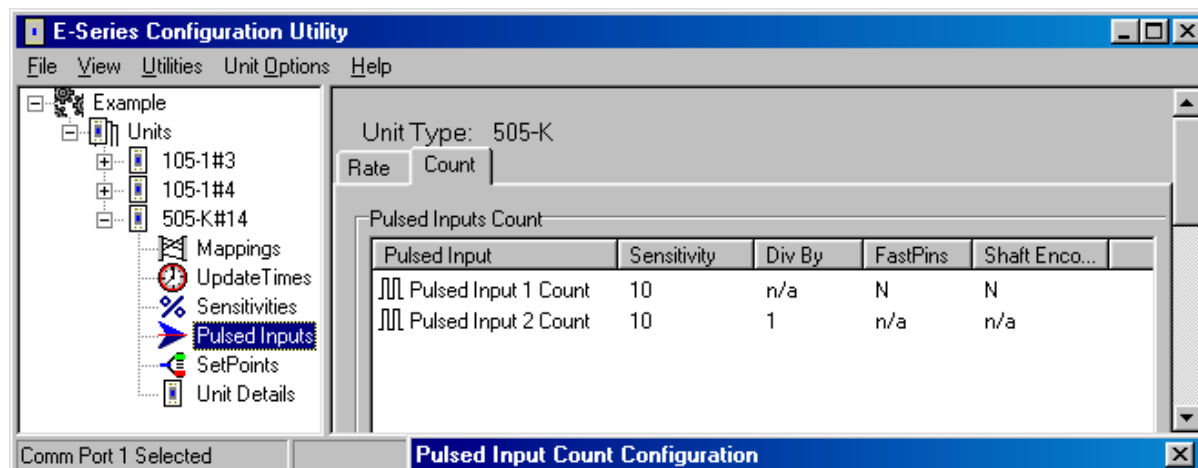 E-Series Configuration Utility
File View Utilities Unit Options Help
Example
Units
105-1#3
105-1#4
505-K#14
Mappings
UpdateTimes
Sensitivities
Pulsed Inputs
SetPoints
Unit Details
Unit Type: 505-K
Rate Count
Pulsed Inputs Count
Pulsed Input Sensitivity Div By FastPins Shaft Enco...
Pulsed Input 1 Count 10 n/a N N
Pulsed Input 2 Count 10 1 n/a n/a
Comm Port 1 Selected
Pulsed Input Count Configuration